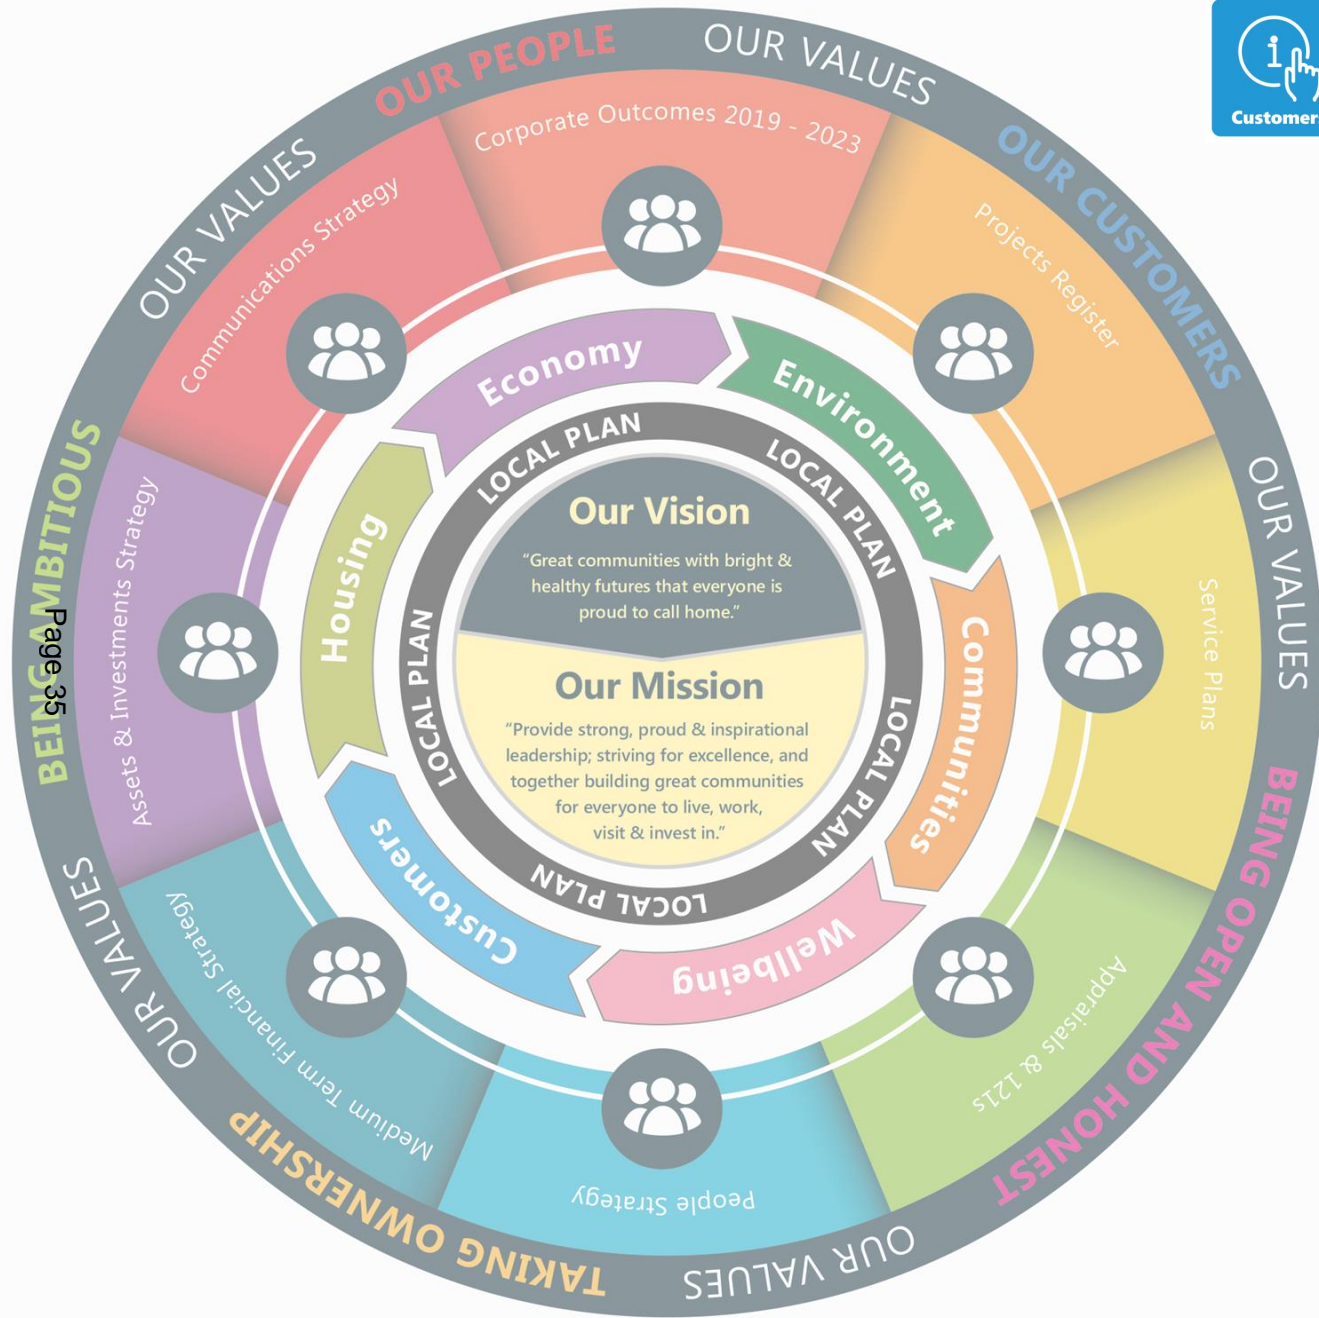 OUR PEOPLE
OUR VALUES
OUR CUSTOMERS
OUR VALUES
BEING OPEN AND HONEST
OUR VALUES
TAKING OWNERSHIP
OUR VALUES
BEING AMBITIOUS
OUR VALUES
Corporate Outcomes 2019 - 2023
Projects Register
Service Plans
Appraisals & 121s
People Strategy
Medium Term Financial Strategy
Assets & Investments Strategy
Communications Strategy
Economy
Environment
Communities
Wellbeing
Customers
Housing
LOCAL PLAN
LOCAL PLAN
LOCAL PLAN
LOCAL PLAN
LOCAL PLAN
Our Vision
“Great communities with bright &
healthy futures that everyone is
proud to call home.”
Our Mission
“Provide strong, proud & inspirational
leadership; striving for excellence, and
together building great communities
for everyone to live, work,
visit & invest in.”
Page 35
i
Customers